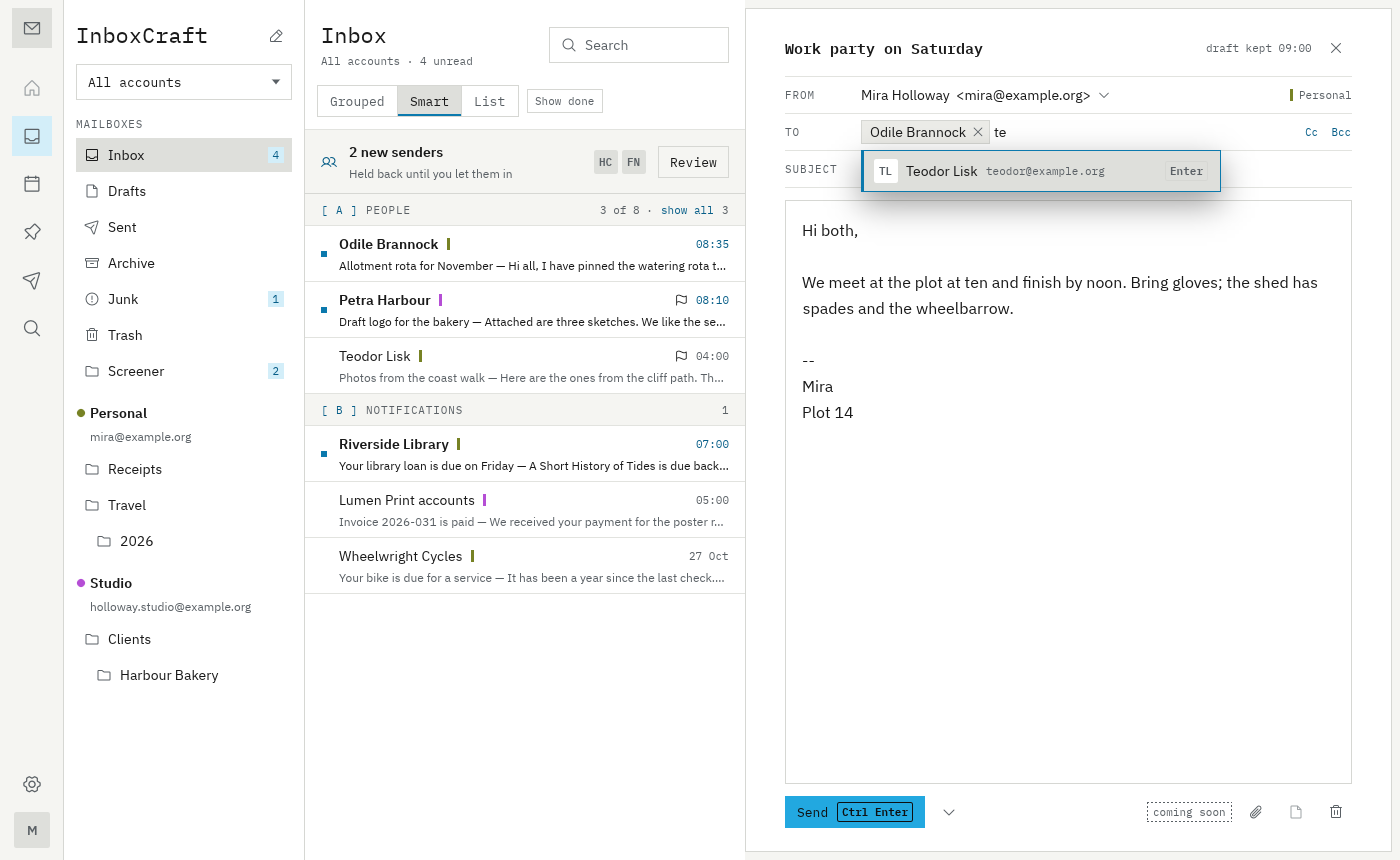 InboxCraft
All accounts
MAILBOXES
Inbox 4
Drafts
Sent
Archive
Junk 1
Trash
Screener 2
Personal
mira@example.org
Receipts
Travel
2026
Studio
holloway.studio@example.org
Clients
Harbour Bakery
M
Inbox
All accounts · 4 unread
Search
Grouped Smart List Show done
2 new senders
Held back until you let them in
HC FN Review
[ A ] PEOPLE 3 of 8 · show all 3
Odile Brannock 08:35
Allotment rota for November — Hi all, I have pinned the watering rota t…
Petra Harbour 08:10
Draft logo for the bakery — Attached are three sketches. We like the se…
Teodor Lisk 04:00
Photos from the coast walk — Here are the ones from the cliff path. Th…
[ B ] NOTIFICATIONS 1
Riverside Library 07:00
Your library loan is due on Friday — A Short History of Tides is due back…
Lumen Print accounts 05:00
Invoice 2026-031 is paid — We received your payment for the poster r…
Wheelwright Cycles 27 Oct
Your bike is due for a service — It has been a year since the last check.…
Work party on Saturday draft kept 09:00
FROM Mira Holloway <mira@example.org> Personal
TO Odile Brannock te Cc Bcc
SUBJECT
TL Teodor Lisk teodor@example.org Enter
Hi both,
We meet at the plot at ten and finish by noon. Bring gloves; the shed has
spades and the wheelbarrow.
--
Mira
Plot 14
Send Ctrl Enter coming soon